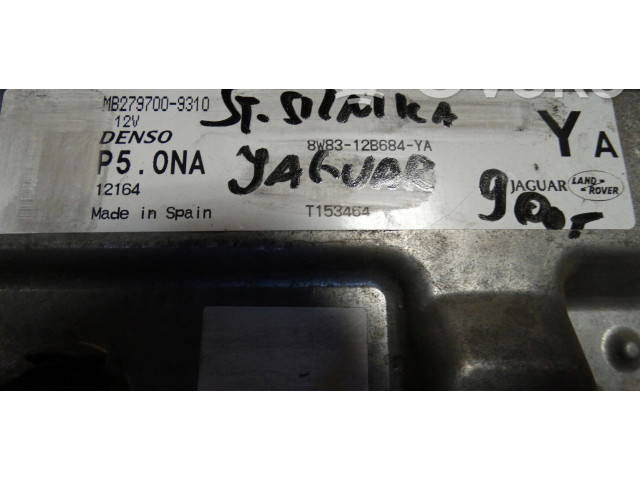 MB279700-9310
ST. SILNIKA
12V
DENSO
8W83-12B684-YA
YA
P5.0NA
JAGUAR
12164
JAGUAR
LAND ROVER
Made in Spain
T153464